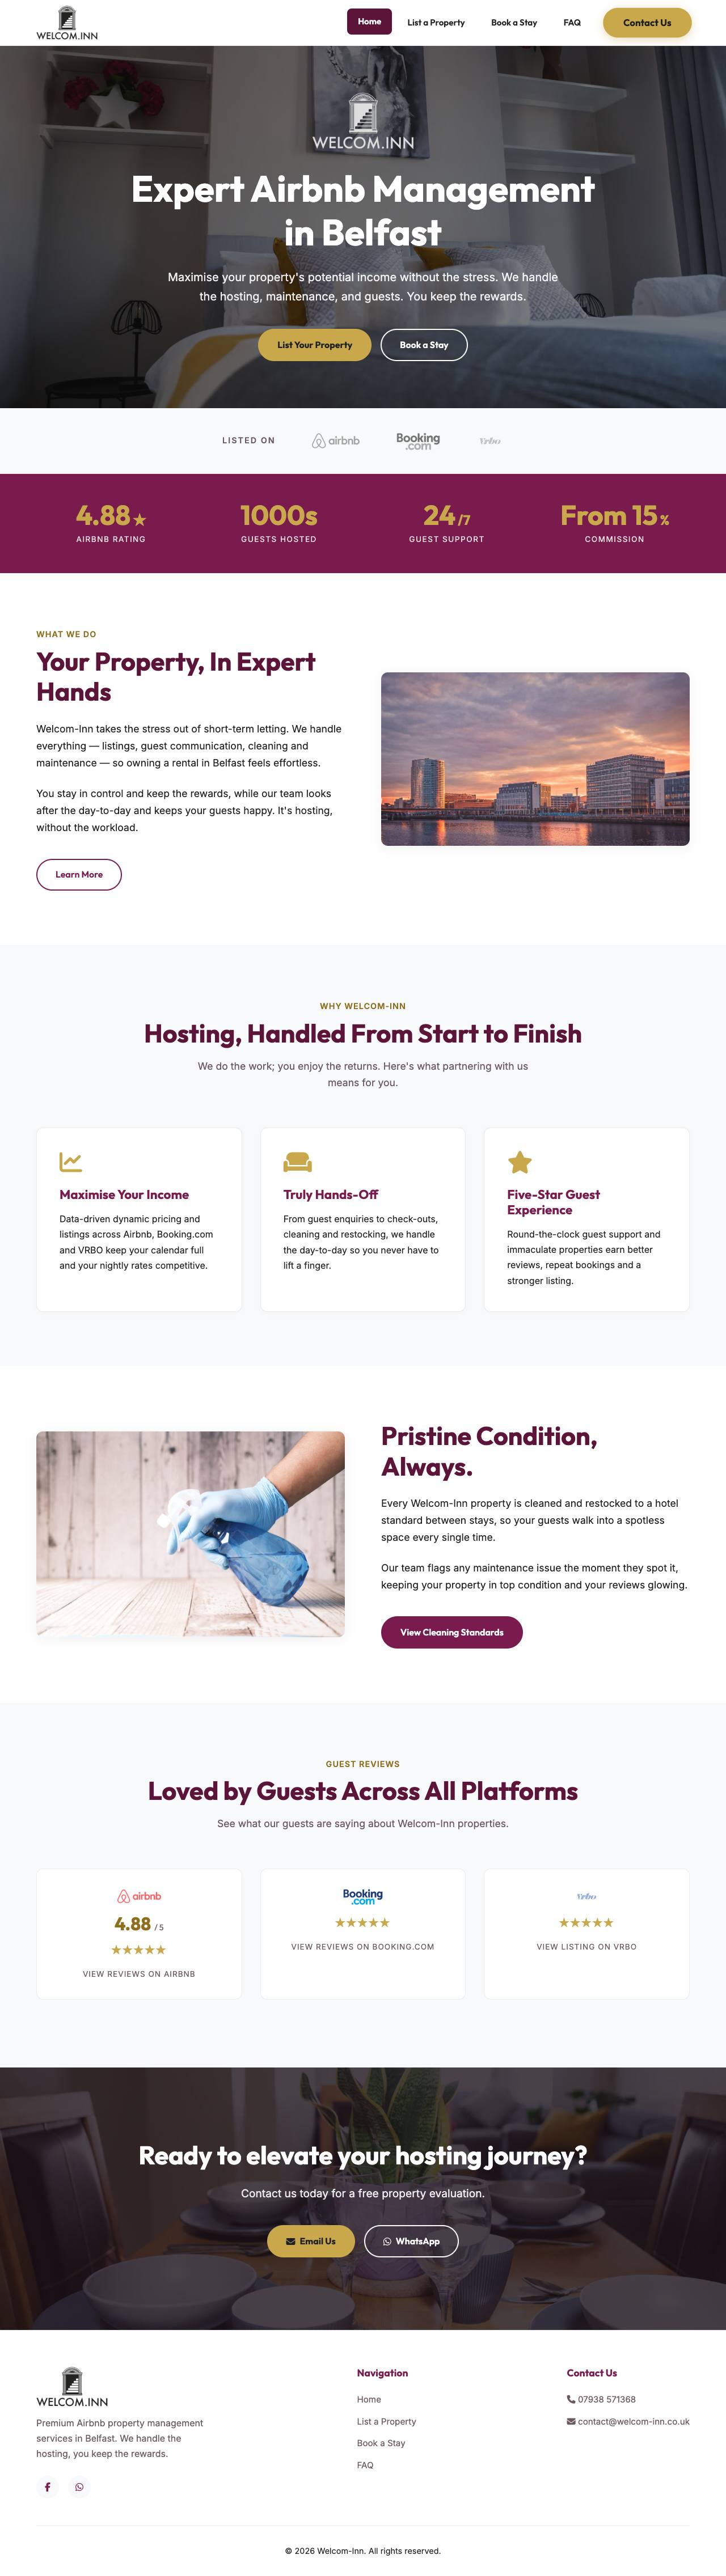 WELCOM.INN
Home
List a Property
Book a Stay
FAQ
Contact Us
WELCOM.INN
Expert Airbnb Management
in Belfast
Maximise your property's potential income without the stress. We handle
the hosting, maintenance, and guests. You keep the rewards.
List Your Property
Book a Stay
LISTED ON
airbnb
Booking
.com
Vrbo
4.88★
AIRBNB RATING
1000s
GUESTS HOSTED
24/7
GUEST SUPPORT
From 15%
COMMISSION
WHAT WE DO
Your Property, In Expert
Hands
Welcom-Inn takes the stress out of short-term letting. We handle
everything — listings, guest communication, cleaning and
maintenance — so owning a rental in Belfast feels effortless.
You stay in control and keep the rewards, while our team looks
after the day-to-day and keeps your guests happy. It's hosting,
without the workload.
Learn More
WHY WELCOM-INN
Hosting, Handled From Start to Finish
We do the work; you enjoy the returns. Here's what partnering with us
means for you.
Maximise Your Income
Data-driven dynamic pricing and
listings across Airbnb, Booking.com
and VRBO keep your calendar full
and your nightly rates competitive.
Truly Hands-Off
From guest enquiries to check-outs,
cleaning and restocking, we handle
the day-to-day so you never have to
lift a finger.
Five-Star Guest
Experience
Round-the-clock guest support and
immaculate properties earn better
reviews, repeat bookings and a
stronger listing.
Pristine Condition,
Always.
Every Welcom-Inn property is cleaned and restocked to a hotel
standard between stays, so your guests walk into a spotless
space every single time.
Our team flags any maintenance issue the moment they spot it,
keeping your property in top condition and your reviews glowing.
View Cleaning Standards
GUEST REVIEWS
Loved by Guests Across All Platforms
See what our guests are saying about Welcom-Inn properties.
airbnb
4.88 / 5
★★★★★
VIEW REVIEWS ON AIRBNB
Booking
.com
★★★★★
VIEW REVIEWS ON BOOKING.COM
Vrbo
★★★★★
VIEW LISTING ON VRBO
Ready to elevate your hosting journey?
Contact us today for a free property evaluation.
Email Us
WhatsApp
WELCOM.INN
Premium Airbnb property management
services in Belfast. We handle the
hosting, you keep the rewards.
Navigation
Home
List a Property
Book a Stay
FAQ
Contact Us
07938 571368
contact@welcom-inn.co.uk
© 2026 Welcom-Inn. All rights reserved.